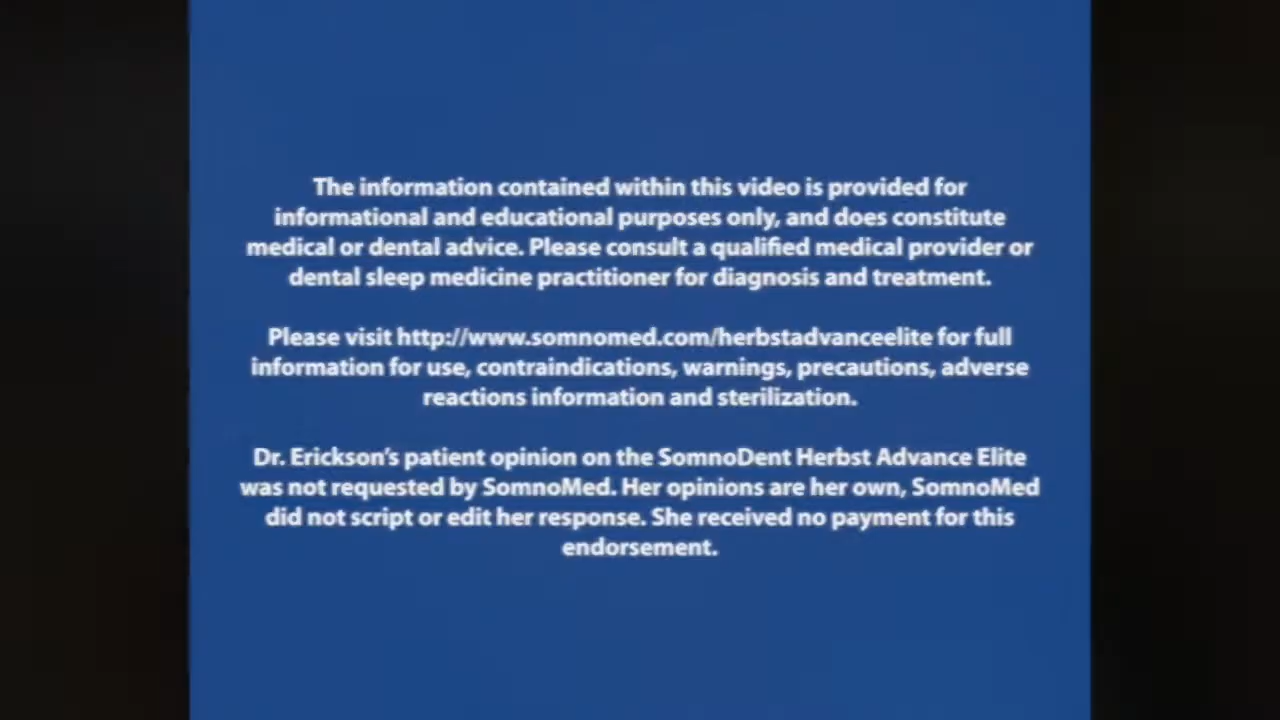 The information contained within this video is provided for
informational and educational purposes only, and does constitute
medical or dental advice. Please consult a qualified medical provider or
dental sleep medicine practitioner for diagnosis and treatment.
Please visit http://www.somnomed.com/herbstadvanceelite for full
information for use, contraindications, warnings, precautions, adverse
reactions information and sterilization.
Dr. Erickson's patient opinion on the SomnoDent Herbst Advance Elite
was not requested by SomnoMed. Her opinions are her own, SomnoMed
did not script or edit her response. She received no payment for this
endorsement.